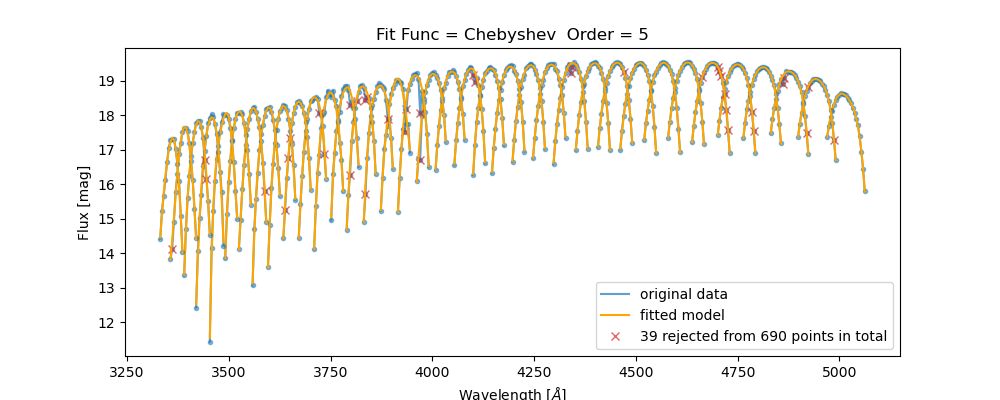 Fit Func = Chebyshev  Order = 5
Flux [mag]
19
18
17
16
15
14
13
12
original data
fitted model
39 rejected from 690 points in total
3250 3500 3750 4000 4250 4500 4750 5000
Wavelength [Å]